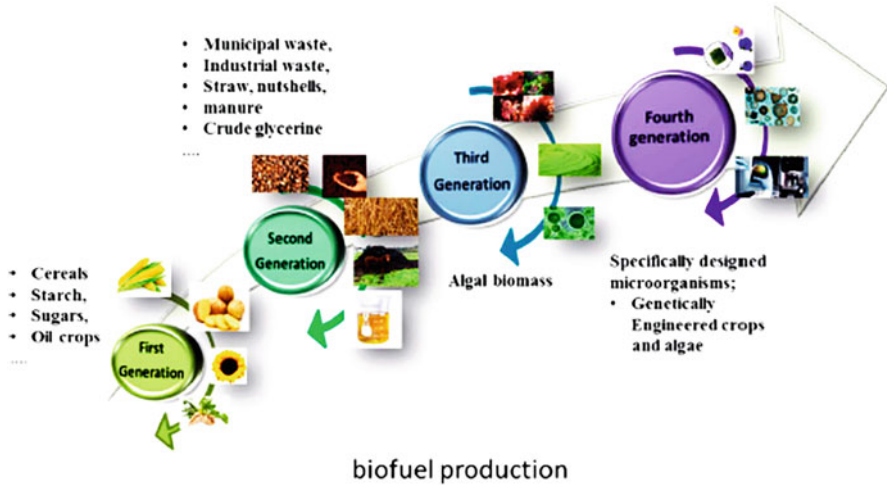 • Municipal waste,
• Industrial waste,
• Straw, nutshells,
• manure
• Crude glycerine
....
Fourth
generation
Third
Generation
Second
Generation
Cereals
Starch,
Sugars,
Oil crops
....
First
Generation
Algal biomass
Specifically designed
microorganisms;
• Genetically
Engineered crops
and algae
biofuel production